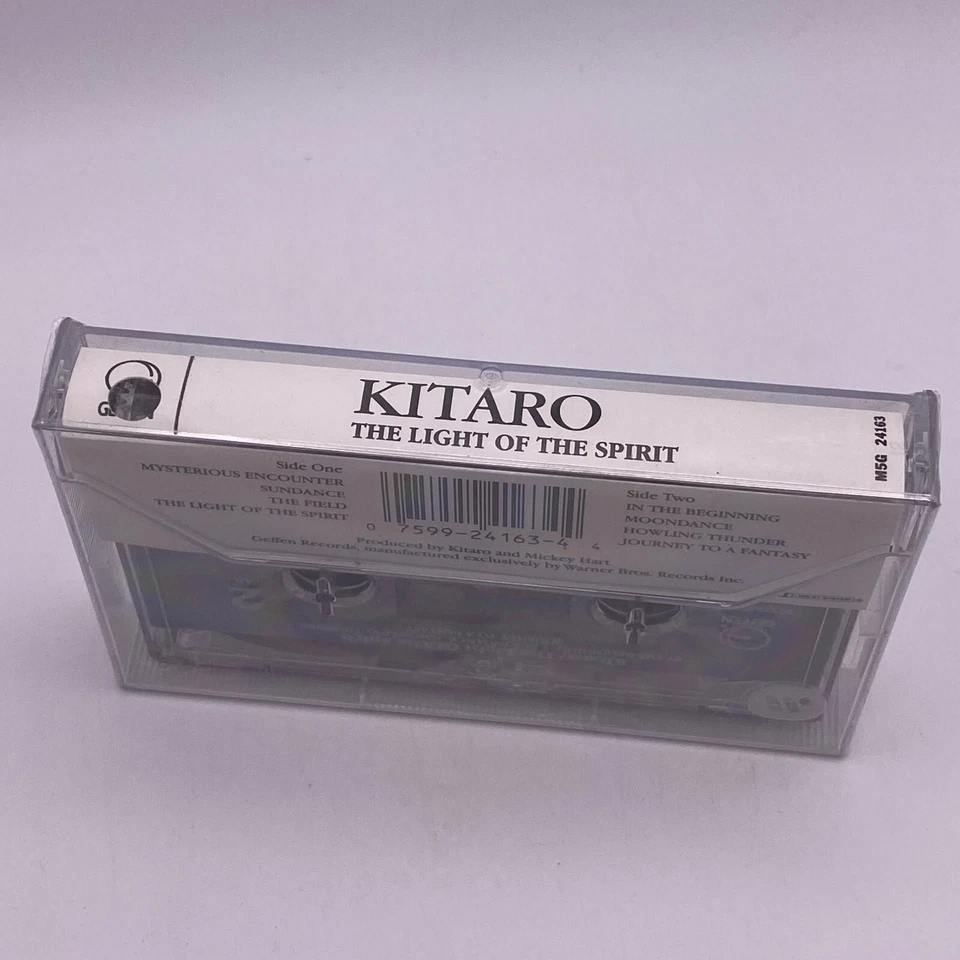 KITARO
THE LIGHT OF THE SPIRIT
M5G 24163
Side One
MYSTERIOUS ENCOUNTER
SUNDANCE
THE FIELD
THE LIGHT OF THE SPIRIT
0 7599-24163-4 4
Side Two
IN THE BEGINNING
MOONDANCE
HOWLING THUNDER
JOURNEY TO A FANTASY
Produced by Kitaro and Mickey Hart
Geffen Records, manufactured exclusively by Warner Bros. Records Inc.